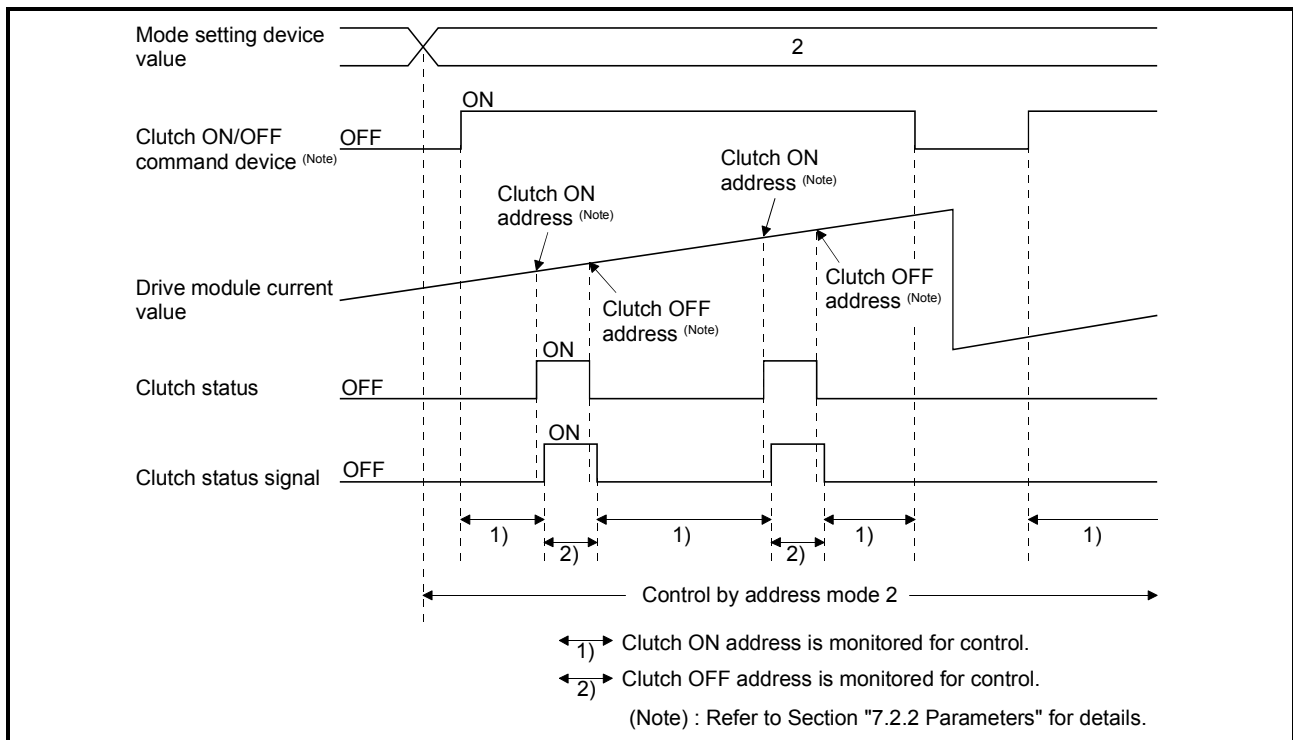 Mode setting device
value
2
ON
Clutch ON/OFF
command device (Note)
OFF
Clutch ON
address (Note)
Clutch ON
address (Note)
Drive module current
value
Clutch OFF
address (Note)
Clutch OFF
address (Note)
ON
Clutch status
OFF
ON
Clutch status signal
OFF
1)
2)
1)
2)
1)
1)
Control by address mode 2
1) Clutch ON address is monitored for control.
2) Clutch OFF address is monitored for control.
(Note) : Refer to Section "7.2.2 Parameters" for details.